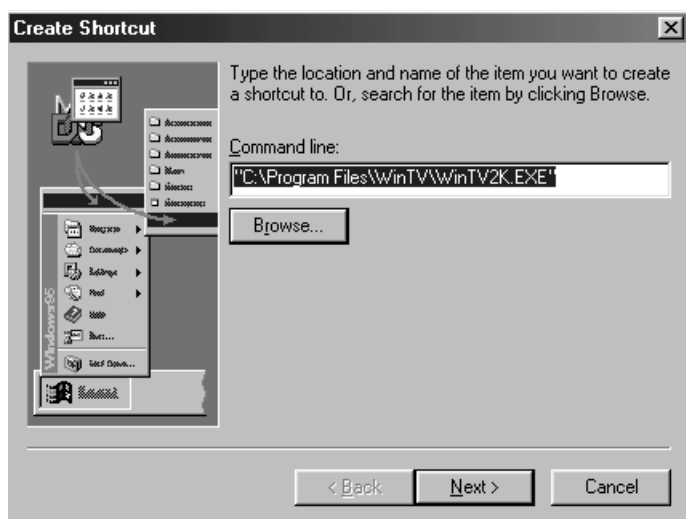 Create Shortcut
Type the location and name of the item you want to create
a shortcut to. Or, search for the item by clicking Browse.
Command line:
"C:\Program Files\WinTV\WinTV2K.EXE"
Browse...
Windows95
< Back
Next >
Cancel